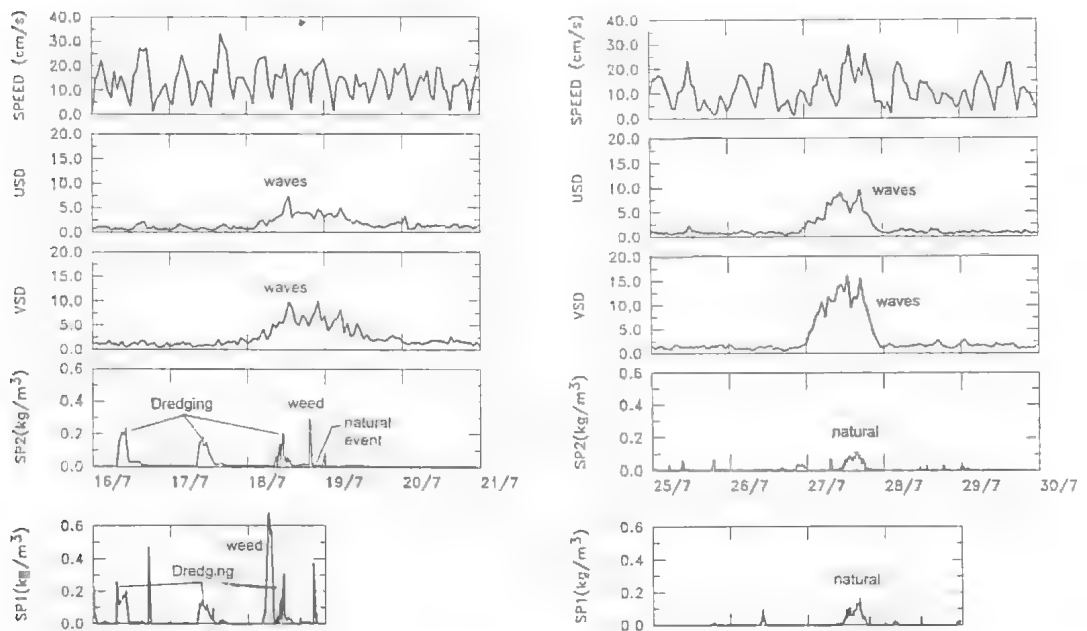 SPEED (cm/s)
40.0
30.0
20.0
10.0
0.0
USD
20.0
15.0
10.0
5.0
0.0
waves
VSD
20.0
15.0
10.0
5.0
0.0
waves
SP2(kg/m³)
0.6
0.4
0.2
0.0
Dredging
weed
natural
event
16/7 17/7 18/7 19/7 20/7 21/7
SP1(kg/m³)
0.6
0.4
0.2
0.0
weed
Dredging
SPEED (cm/s)
40.0
30.0
20.0
10.0
0.0
USD
20.0
15.0
10.0
5.0
0.0
waves
VSD
20.0
15.0
10.0
5.0
0.0
waves
SP2(kg/m³)
0.6
0.4
0.2
0.0
natural
25/7 26/7 27/7 28/7 29/7 30/7
SP1(kg/m³)
0.6
0.4
0.2
0.0
natural